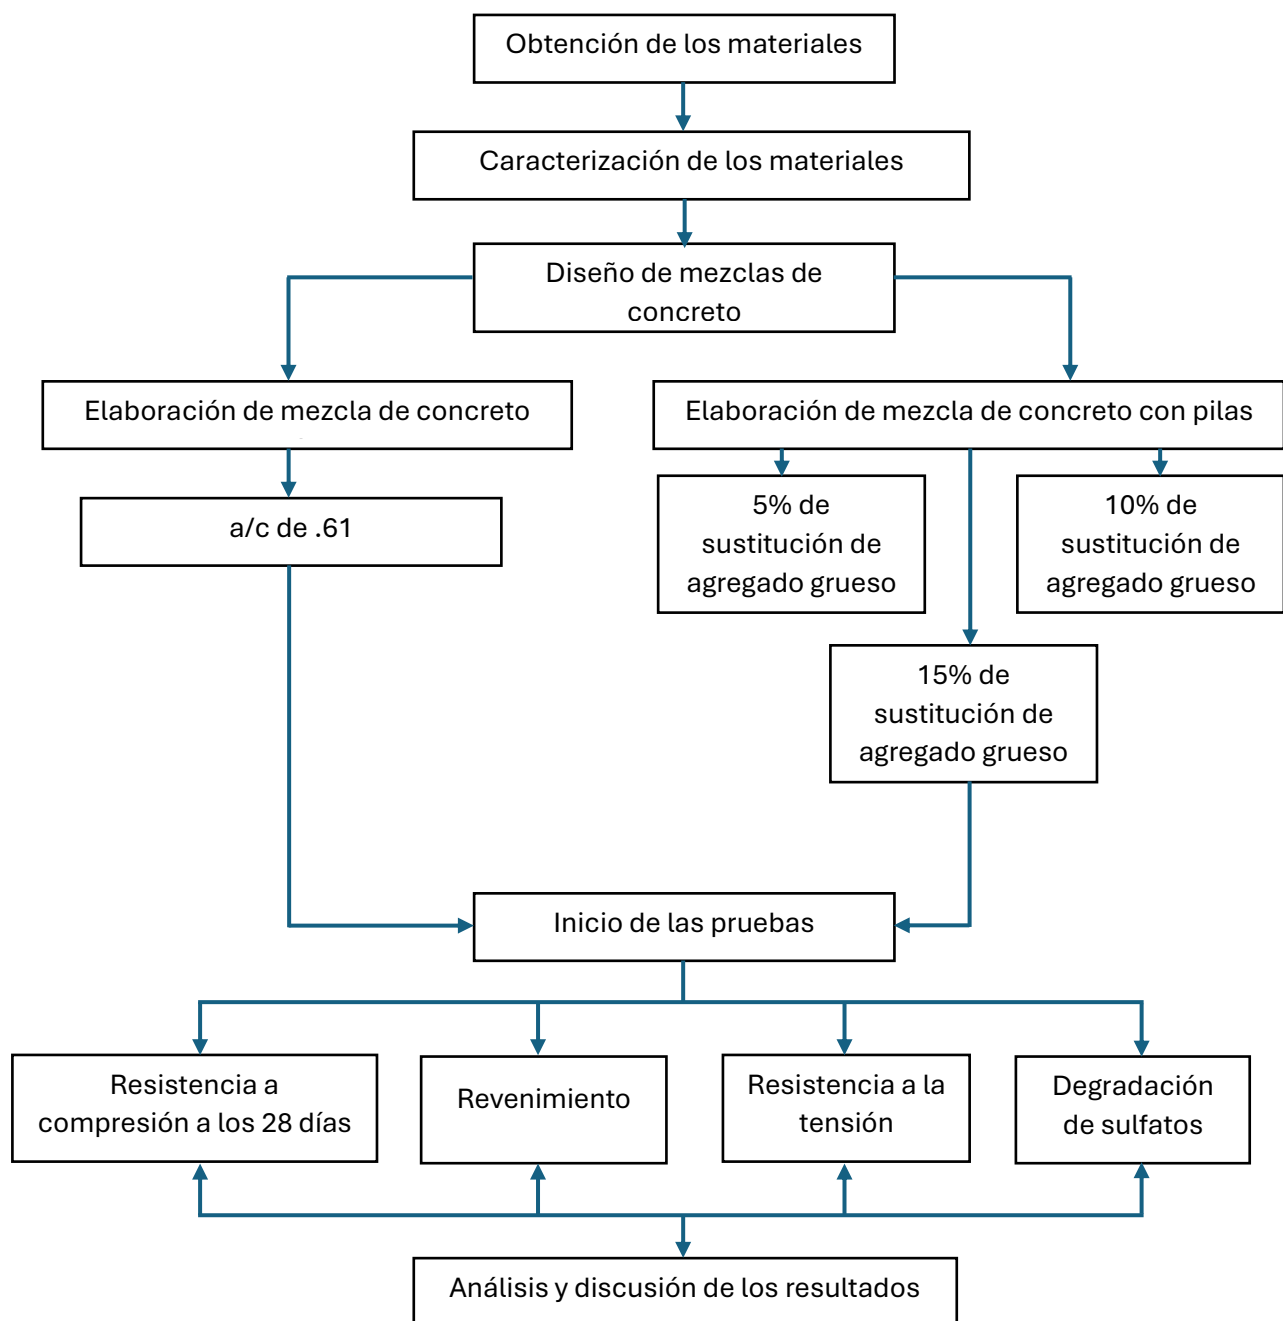 Obtención de los materiales
Caracterización de los materiales
Diseño de mezclas de
concreto
Elaboración de mezcla de concreto
Elaboración de mezcla de concreto con pilas
a/c de .61
5% de
sustitución de
agregado grueso
10% de
sustitución de
agregado grueso
15% de
sustitución de
agregado grueso
Inicio de las pruebas
Resistencia a
compresión a los 28 días
Revenimiento
Resistencia a la
tensión
Degradación
de sulfatos
Análisis y discusión de los resultados